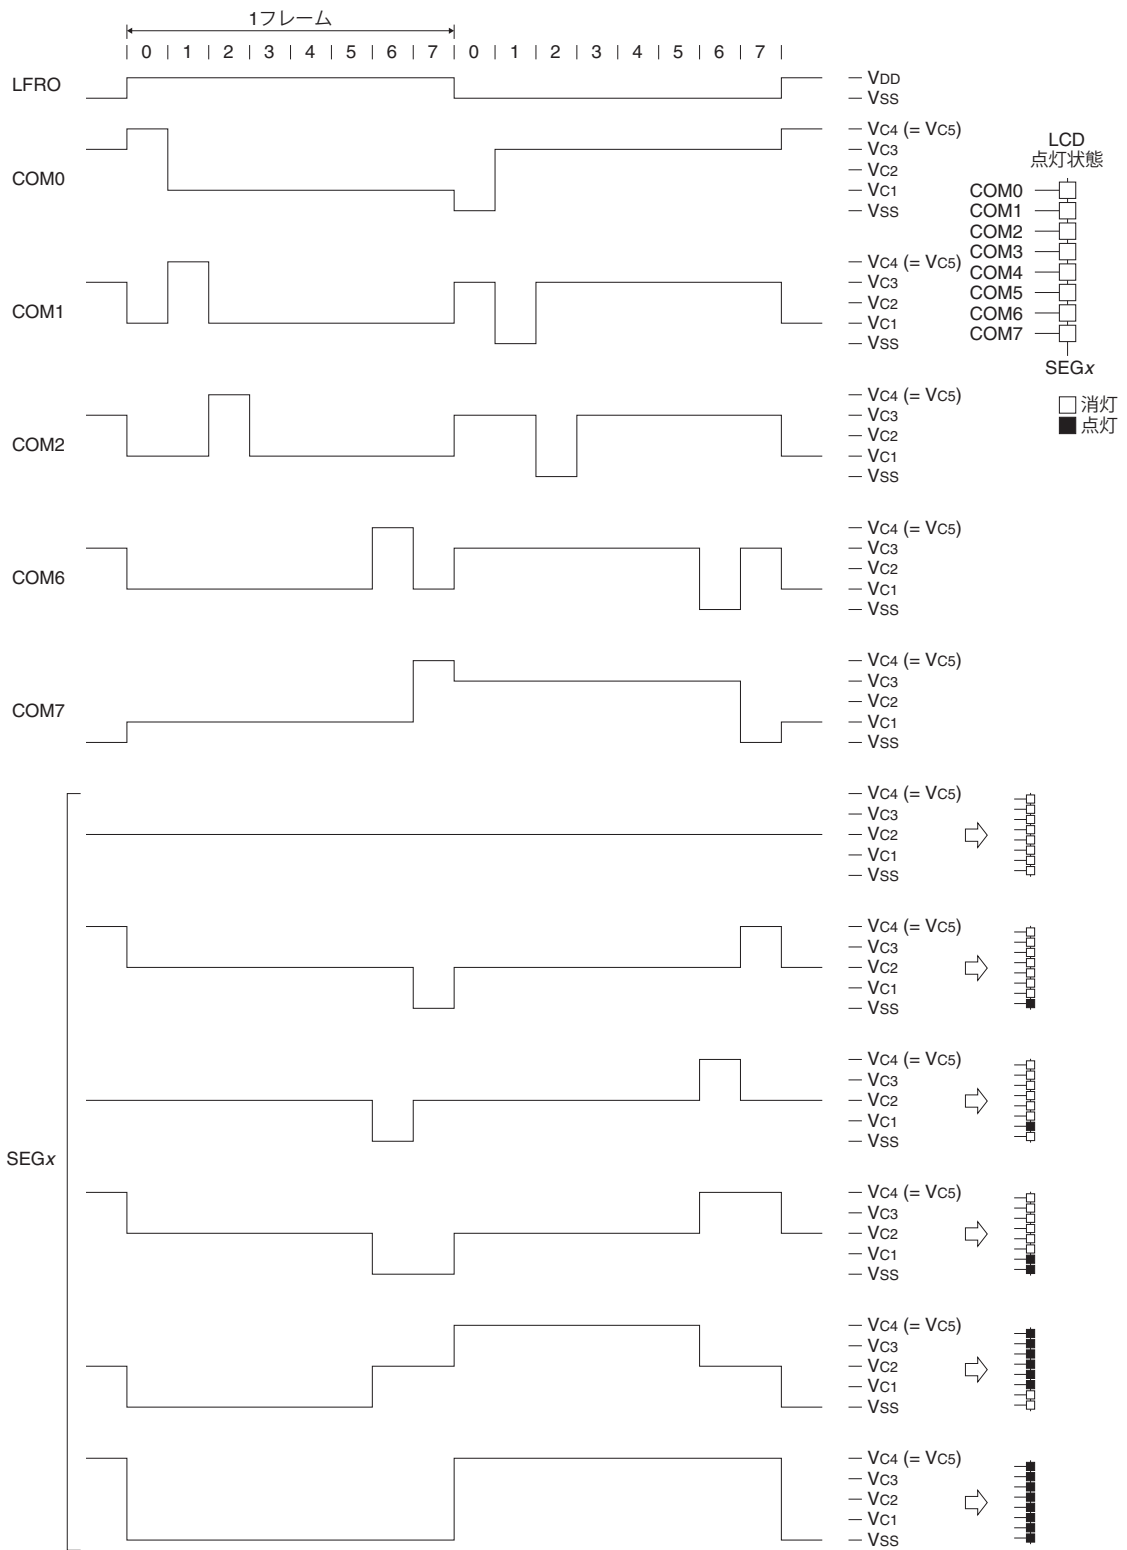 1フレーム
0 1 2 3 4 5 6 7 0 1 2 3 4 5 6 7
LFRO
VDD
VSS
COM0
VC4 (= VC5)
VC3
VC2
VC1
VSS
LCD
点灯状態
COM0
COM1
COM2
COM3
COM4
COM5
COM6
COM7
SEGx
消灯
点灯
COM1
VC4 (= VC5)
VC3
VC2
VC1
VSS
COM2
VC4 (= VC5)
VC3
VC2
VC1
VSS
COM6
VC4 (= VC5)
VC3
VC2
VC1
VSS
COM7
VC4 (= VC5)
VC3
VC2
VC1
VSS
SEGx
VC4 (= VC5)
VC3
VC2
VC1
VSS
VC4 (= VC5)
VC3
VC2
VC1
VSS
VC4 (= VC5)
VC3
VC2
VC1
VSS
VC4 (= VC5)
VC3
VC2
VC1
VSS
VC4 (= VC5)
VC3
VC2
VC1
VSS
VC4 (= VC5)
VC3
VC2
VC1
VSS